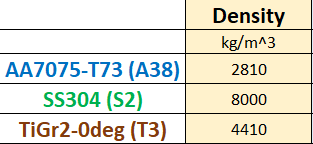 Density
kg/m^3
AA7075-T73 (A38) 2810
SS304 (S2) 8000
TiGr2-0deg (T3) 4410